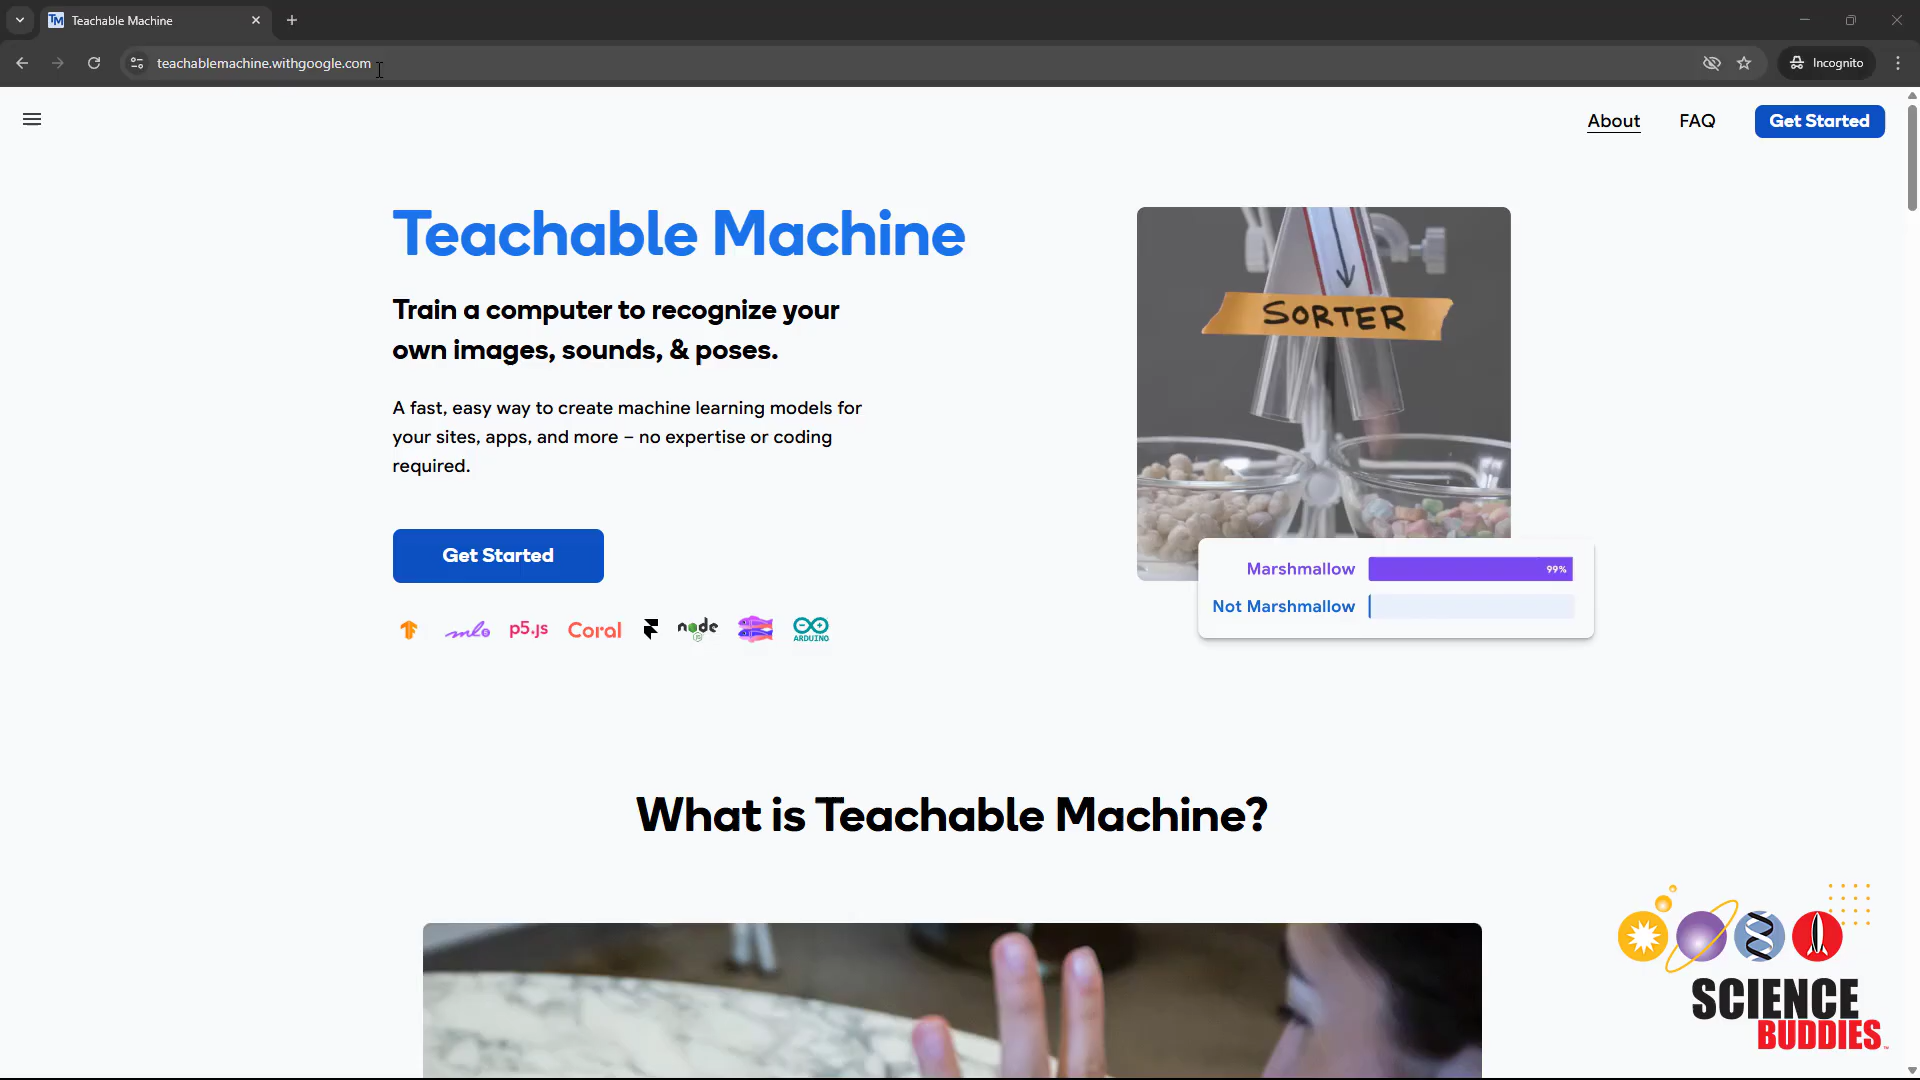 Teachable Machine
teachablemachine.withgoogle.com
Incognito
About
FAQ
Get Started
Teachable Machine
Train a computer to recognize your
own images, sounds, & poses.
A fast, easy way to create machine learning models for
your sites, apps, and more – no expertise or coding
required.
Get Started
p5.js
Coral
node
ARDUINO
SORTER
Marshmallow
99%
Not Marshmallow
What is Teachable Machine?
SCIENCE
BUDDIES